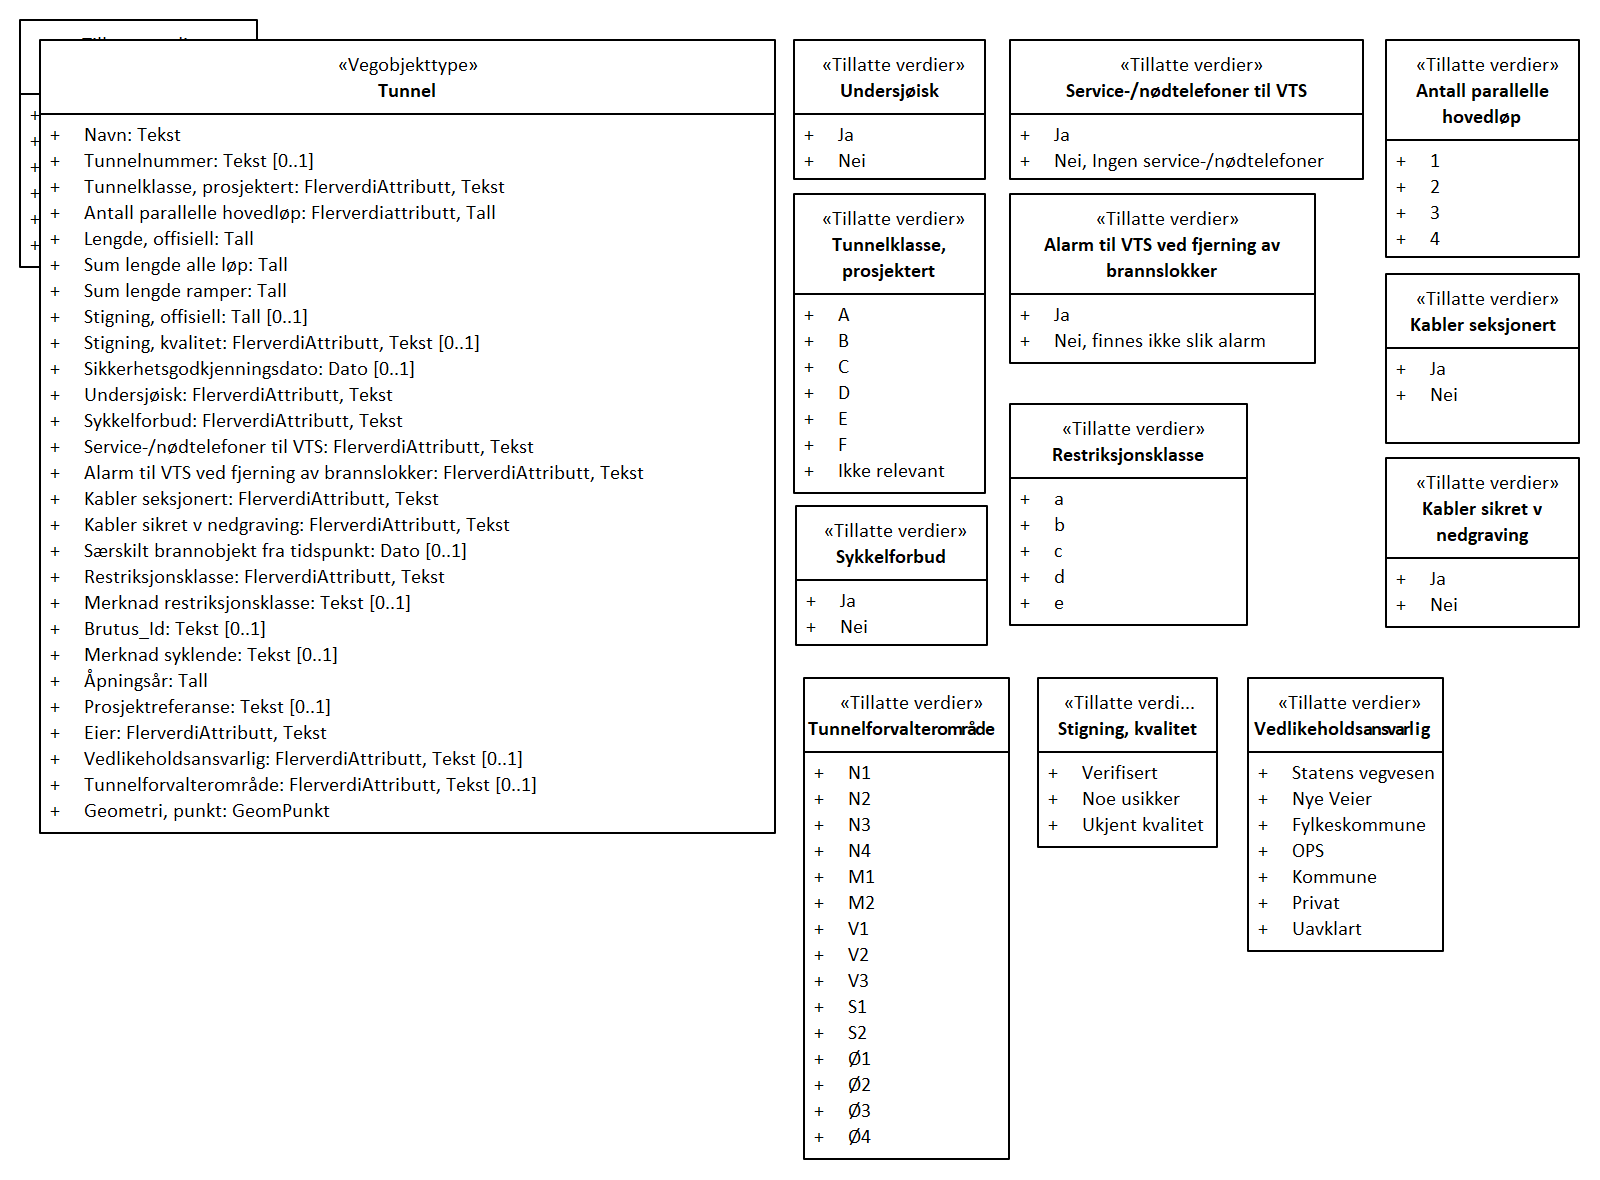 «Vegobjekttype»
Tunnel
+ Navn: Tekst
+ Tunnelnummer: Tekst [0..1]
+ Tunnelklasse, prosjektert: FlerverdiAttributt, Tekst
+ Antall parallelle hovedløp: Flerverdiattributt, Tall
+ Lengde, offisiell: Tall
+ Sum lengde alle løp: Tall
+ Sum lengde ramper: Tall
+ Stigning, offisiell: Tall [0..1]
+ Stigning, kvalitet: FlerverdiAttributt, Tekst [0..1]
+ Sikkerhetsgodkjenningsdato: Dato [0..1]
+ Undersjøisk: FlerverdiAttributt, Tekst
+ Sykkelforbud: FlerverdiAttributt, Tekst
+ Service-/nødtelefoner til VTS: FlerverdiAttributt, Tekst
+ Alarm til VTS ved fjerning av brannslokker: FlerverdiAttributt, Tekst
+ Kabler seksjonert: FlerverdiAttributt, Tekst
+ Kabler sikret v nedgraving: FlerverdiAttributt, Tekst
+ Særskilt brannobjekt fra tidspunkt: Dato [0..1]
+ Restriksjonsklasse: FlerverdiAttributt, Tekst
+ Merknad restriksjonsklasse: Tekst [0..1]
+ Brutus_Id: Tekst [0..1]
+ Merknad syklende: Tekst [0..1]
+ Åpningsår: Tall
+ Prosjektreferanse: Tekst [0..1]
+ Eier: FlerverdiAttributt, Tekst
+ Vedlikeholdsansvarlig: FlerverdiAttributt, Tekst [0..1]
+ Tunnelforvalterområde: FlerverdiAttributt, Tekst [0..1]
+ Geometri, punkt: GeomPunkt
«Tillatte verdier»
Undersjøisk
+ Ja
+ Nei
«Tillatte verdier»
Service-/nødtelefoner til VTS
+ Ja
+ Nei, Ingen service-/nødtelefoner
«Tillatte verdier»
Antall parallelle
hovedløp
+ 1
+ 2
+ 3
+ 4
«Tillatte verdier»
Tunnelklasse,
prosjektert
+ A
+ B
+ C
+ D
+ E
+ F
+ Ikke relevant
«Tillatte verdier»
Alarm til VTS ved fjerning av
brannslokker
+ Ja
+ Nei, finnes ikke slik alarm
«Tillatte verdier»
Kabler seksjonert
+ Ja
+ Nei
«Tillatte verdier»
Restriksjonsklasse
+ a
+ b
+ c
+ d
+ e
«Tillatte verdier»
Kabler sikret v
nedgraving
+ Ja
+ Nei
«Tillatte verdier»
Sykkelforbud
+ Ja
+ Nei
«Tillatte verdier»
Tunnelforvalterområde
+ N1
+ N2
+ N3
+ N4
+ M1
+ M2
+ V1
+ V2
+ V3
+ S1
+ S2
+ Ø1
+ Ø2
+ Ø3
+ Ø4
«Tillatte verdi...
Stigning, kvalitet
+ Verifisert
+ Noe usikker
+ Ukjent kvalitet
«Tillatte verdier»
Vedlikeholdsansvarlig
+ Statens vegvesen
+ Nye Veier
+ Fylkeskommune
+ OPS
+ Kommune
+ Privat
+ Uavklart